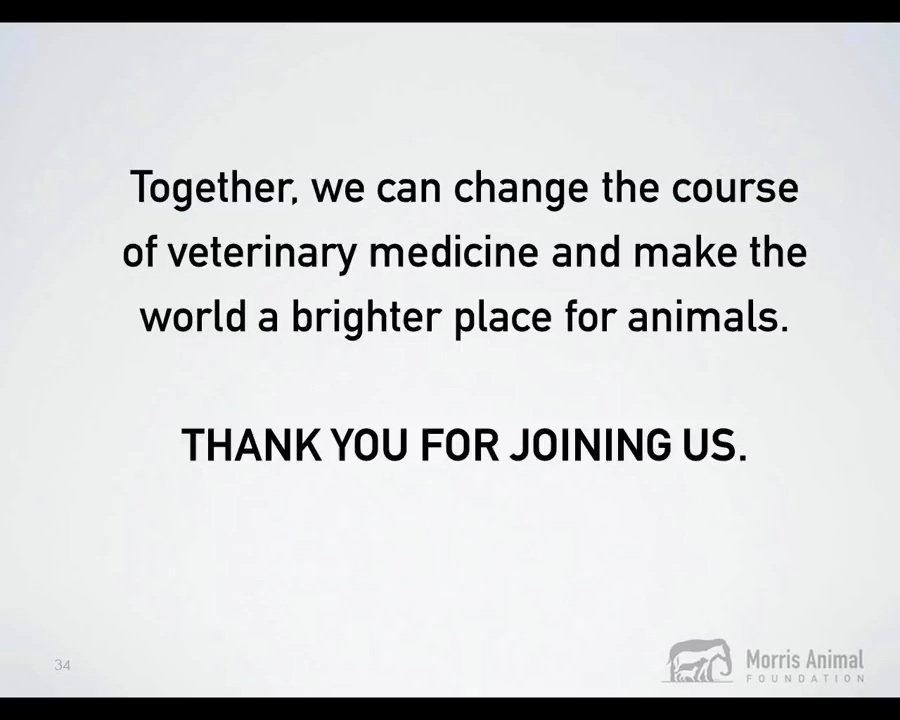 Together, we can change the course
of veterinary medicine and make the
world a brighter place for animals.
THANK YOU FOR JOINING US.
34
Morris Animal
FOUNDATION